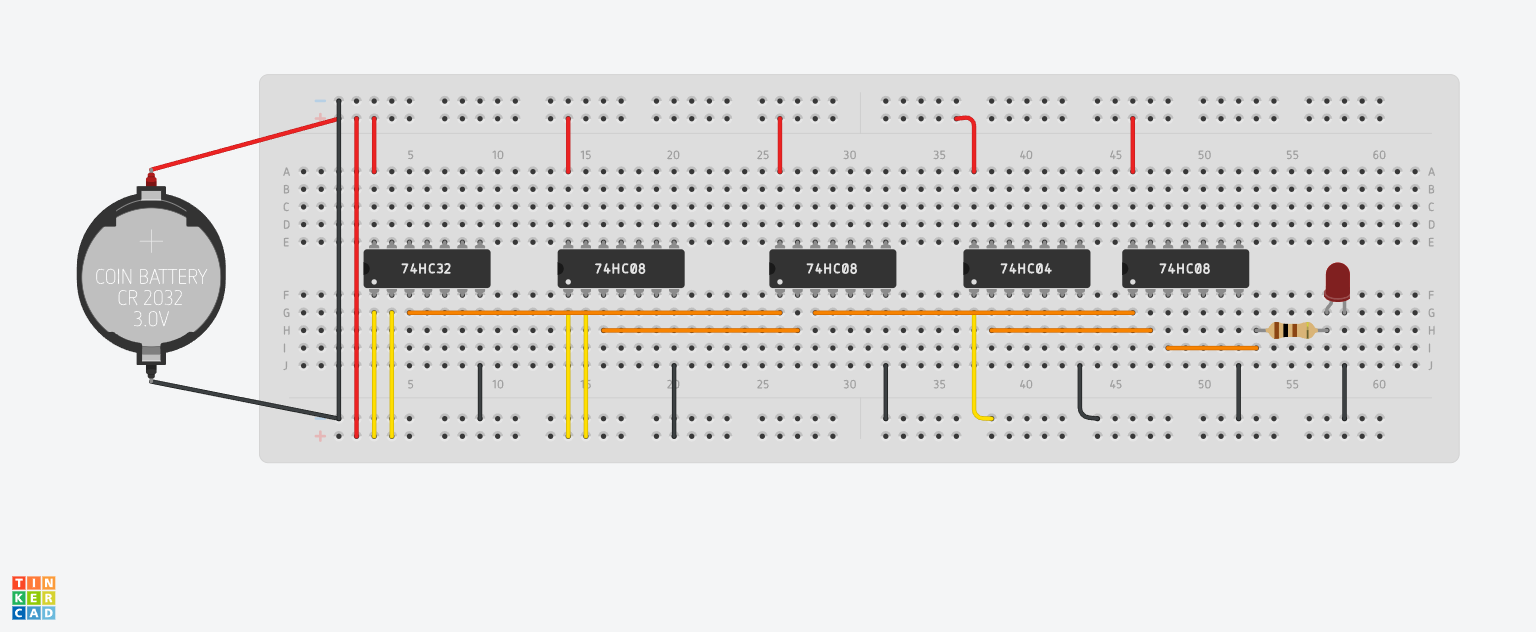 −
+
5 10 15 20 25 30 35 40 45 50 55 60
A A
B B
C C
D D
E E
COIN BATTERY
CR 2032
3.0V
74HC32 74HC08 74HC08 74HC04 74HC08
F F
G G
H H
I I
J J
5 10 15 20 25 30 35 40 45 50 55 60
+
TIN
KER
CAD